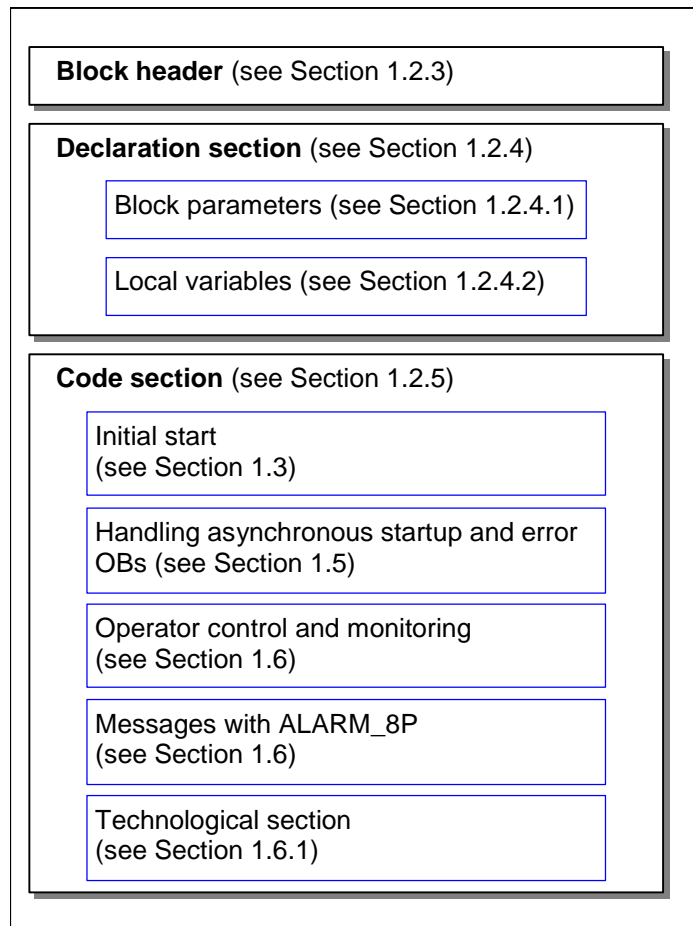 Block header (see Section 1.2.3)
Declaration section (see Section 1.2.4)
Block parameters (see Section 1.2.4.1)
Local variables (see Section 1.2.4.2)
Code section (see Section 1.2.5)
Initial start
(see Section 1.3)
Handling asynchronous startup and error
OBs (see Section 1.5)
Operator control and monitoring
(see Section 1.6)
Messages with ALARM_8P
(see Section 1.6)
Technological section
(see Section 1.6.1)